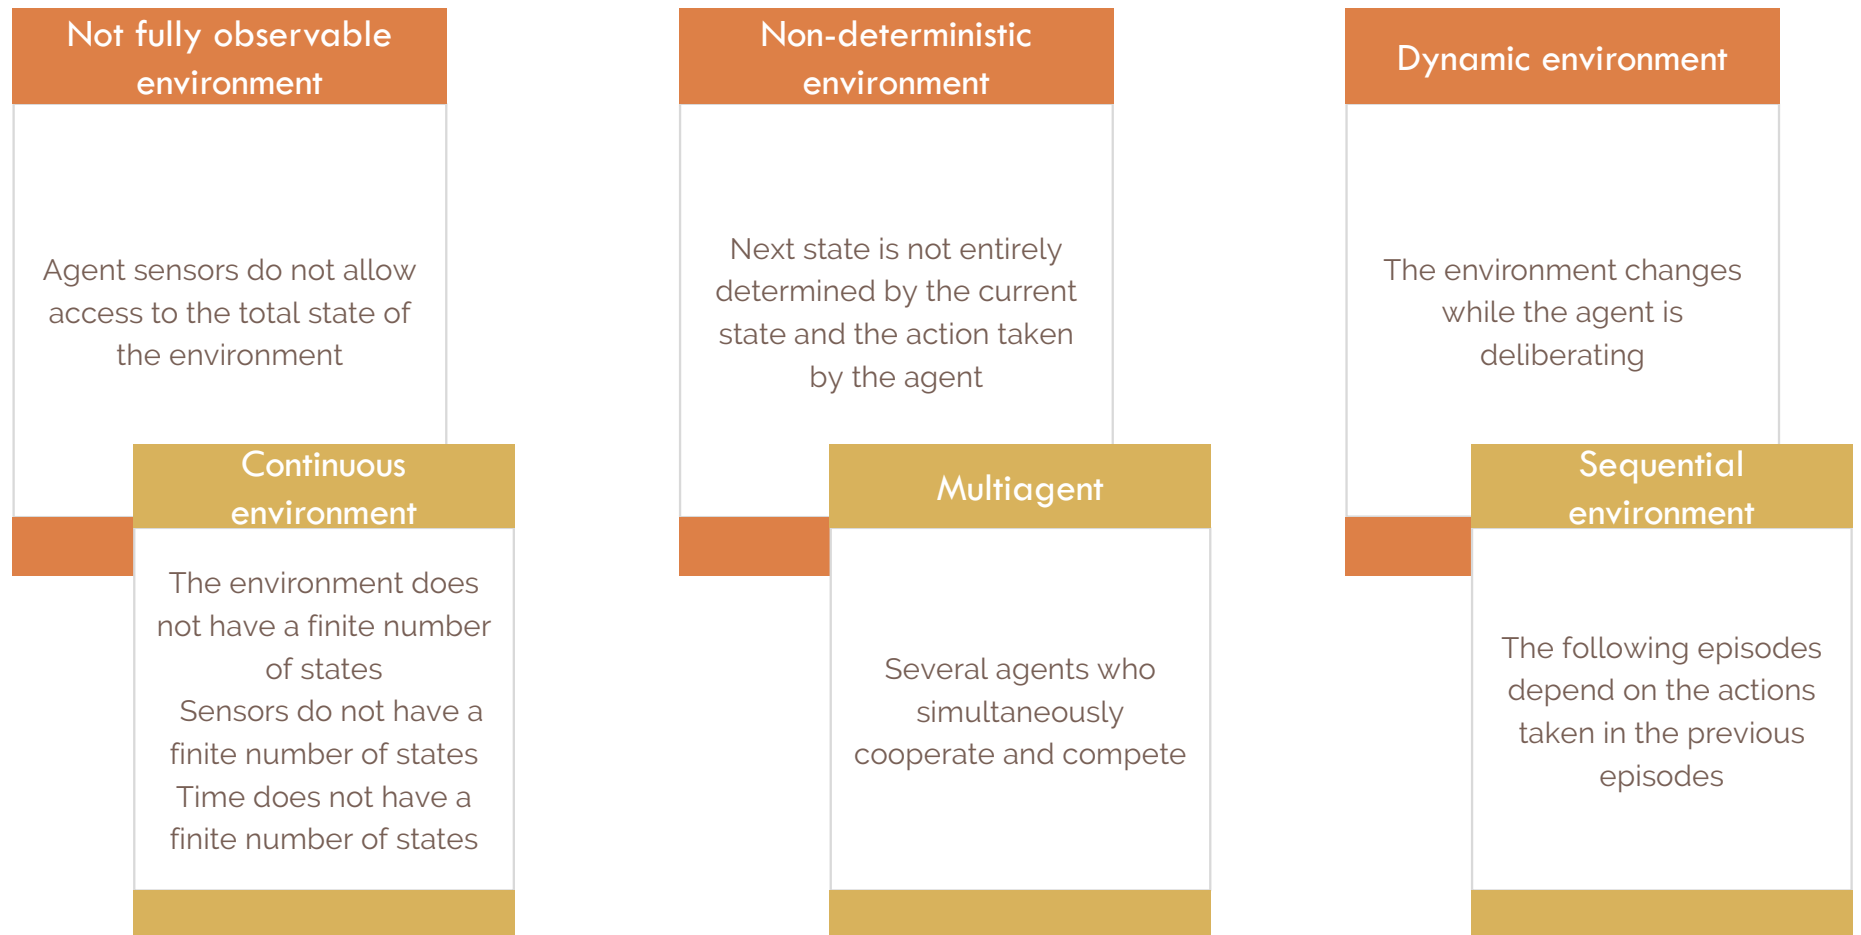 Not fully observable
environment
Agent sensors do not allow
access to the total state of
the environment
Continuous
environment
The environment does
not have a finite number
of states
Sensors do not have a
finite number of states
Time does not have a
finite number of states
Non-deterministic
environment
Next state is not entirely
determined by the current
state and the action taken
by the agent
Multiagent
Several agents who
simultaneously
cooperate and compete
Dynamic environment
The environment changes
while the agent is
deliberating
Sequential
environment
The following episodes
depend on the actions
taken in the previous
episodes